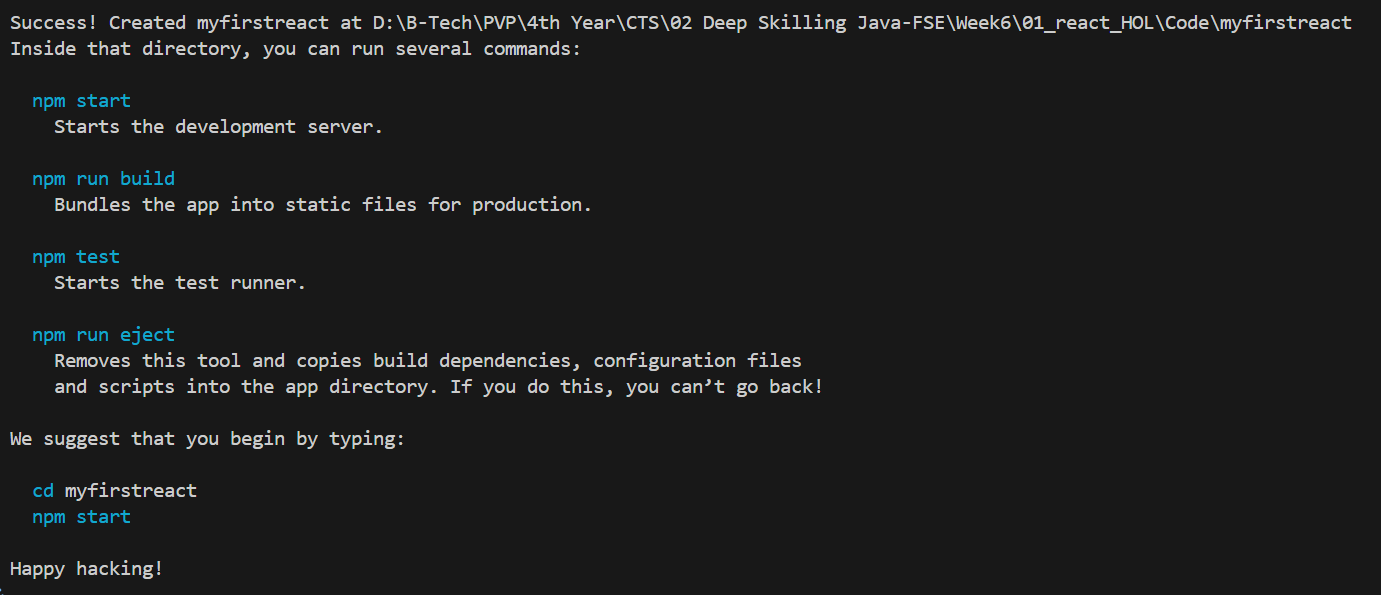 Success! Created myfirstreact at D:\B-Tech\PVP\4th Year\CTS\02 Deep Skilling Java-FSE\Week6\01_react_HOL\Code\myfirstreact
Inside that directory, you can run several commands:
npm start
Starts the development server.
npm run build
Bundles the app into static files for production.
npm test
Starts the test runner.
npm run eject
Removes this tool and copies build dependencies, configuration files
and scripts into the app directory. If you do this, you can’t go back!
We suggest that you begin by typing:
cd myfirstreact
npm start
Happy hacking!